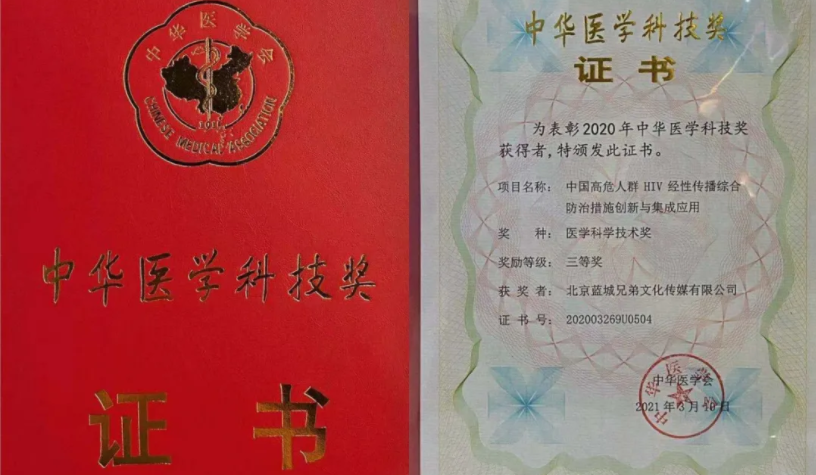 中华医学会
1915
CHINESE MEDICAL ASSOCIATION
中华医学科技奖
证书
中华医学科技奖
证书
为表彰2020年中华医学科技奖
获得者,特颁发此证书。
项目名称: 中国高危人群 HIV 经性传播综合
防治措施创新与集成应用
奖 种: 医学科学技术奖
奖励等级: 三等奖
获 奖 者: 北京蓝城兄弟文化传媒有限公司
证 书 号: 202003269U0504
中华医学会
中华医学会
2021年3月10日